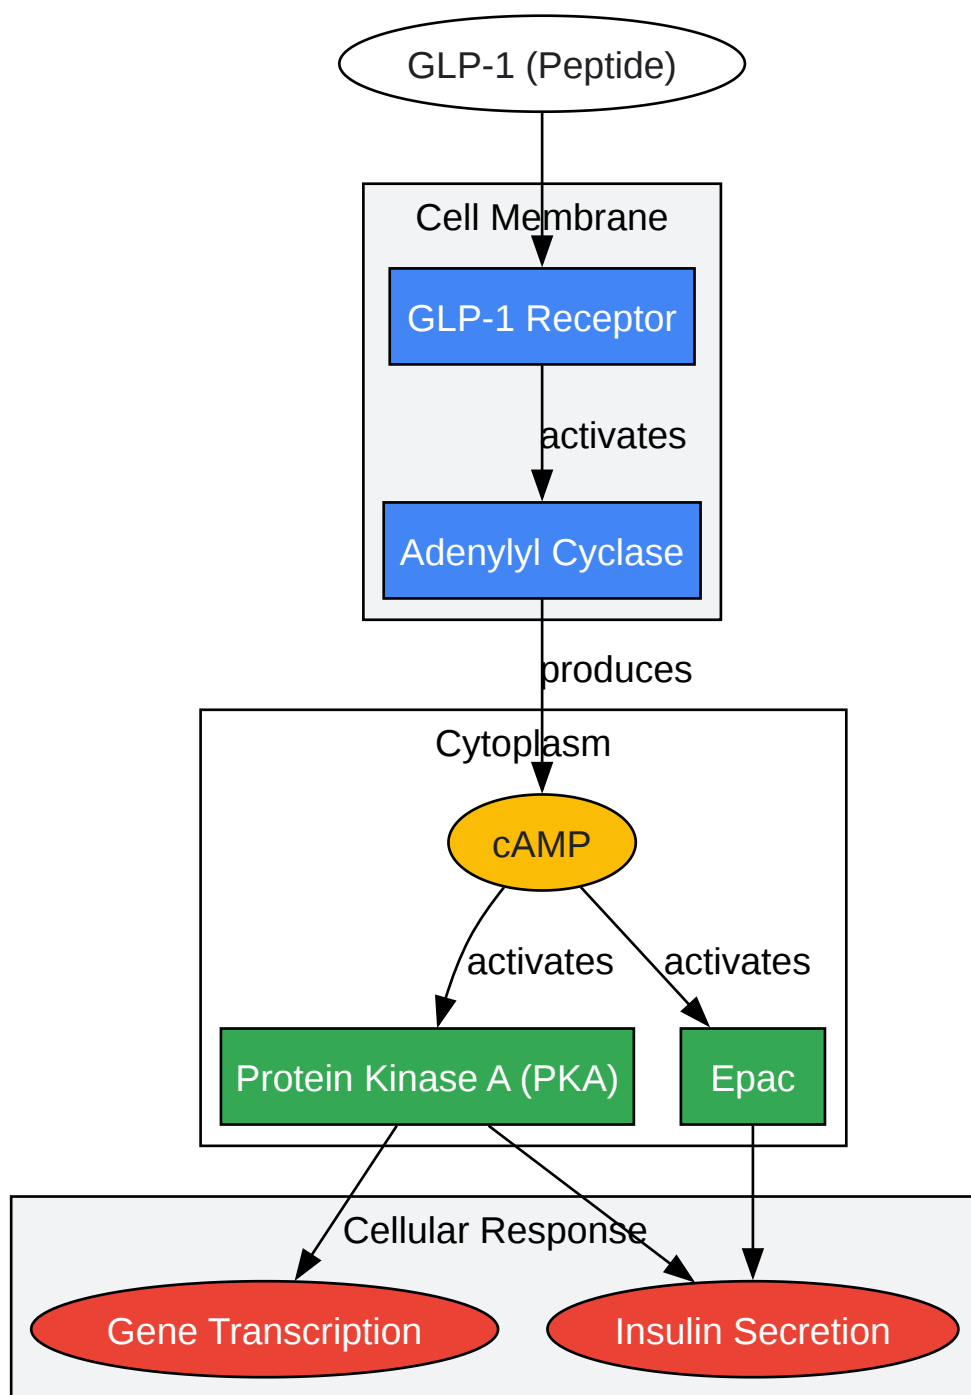 GLP-1 (Peptide)
Cell Membrane
GLP-1 Receptor
activates
Adenylyl Cyclase
produces
Cytoplasm
cAMP
activates
activates
Protein Kinase A (PKA)
Epac
Cellular Response
Gene Transcription
Insulin Secretion